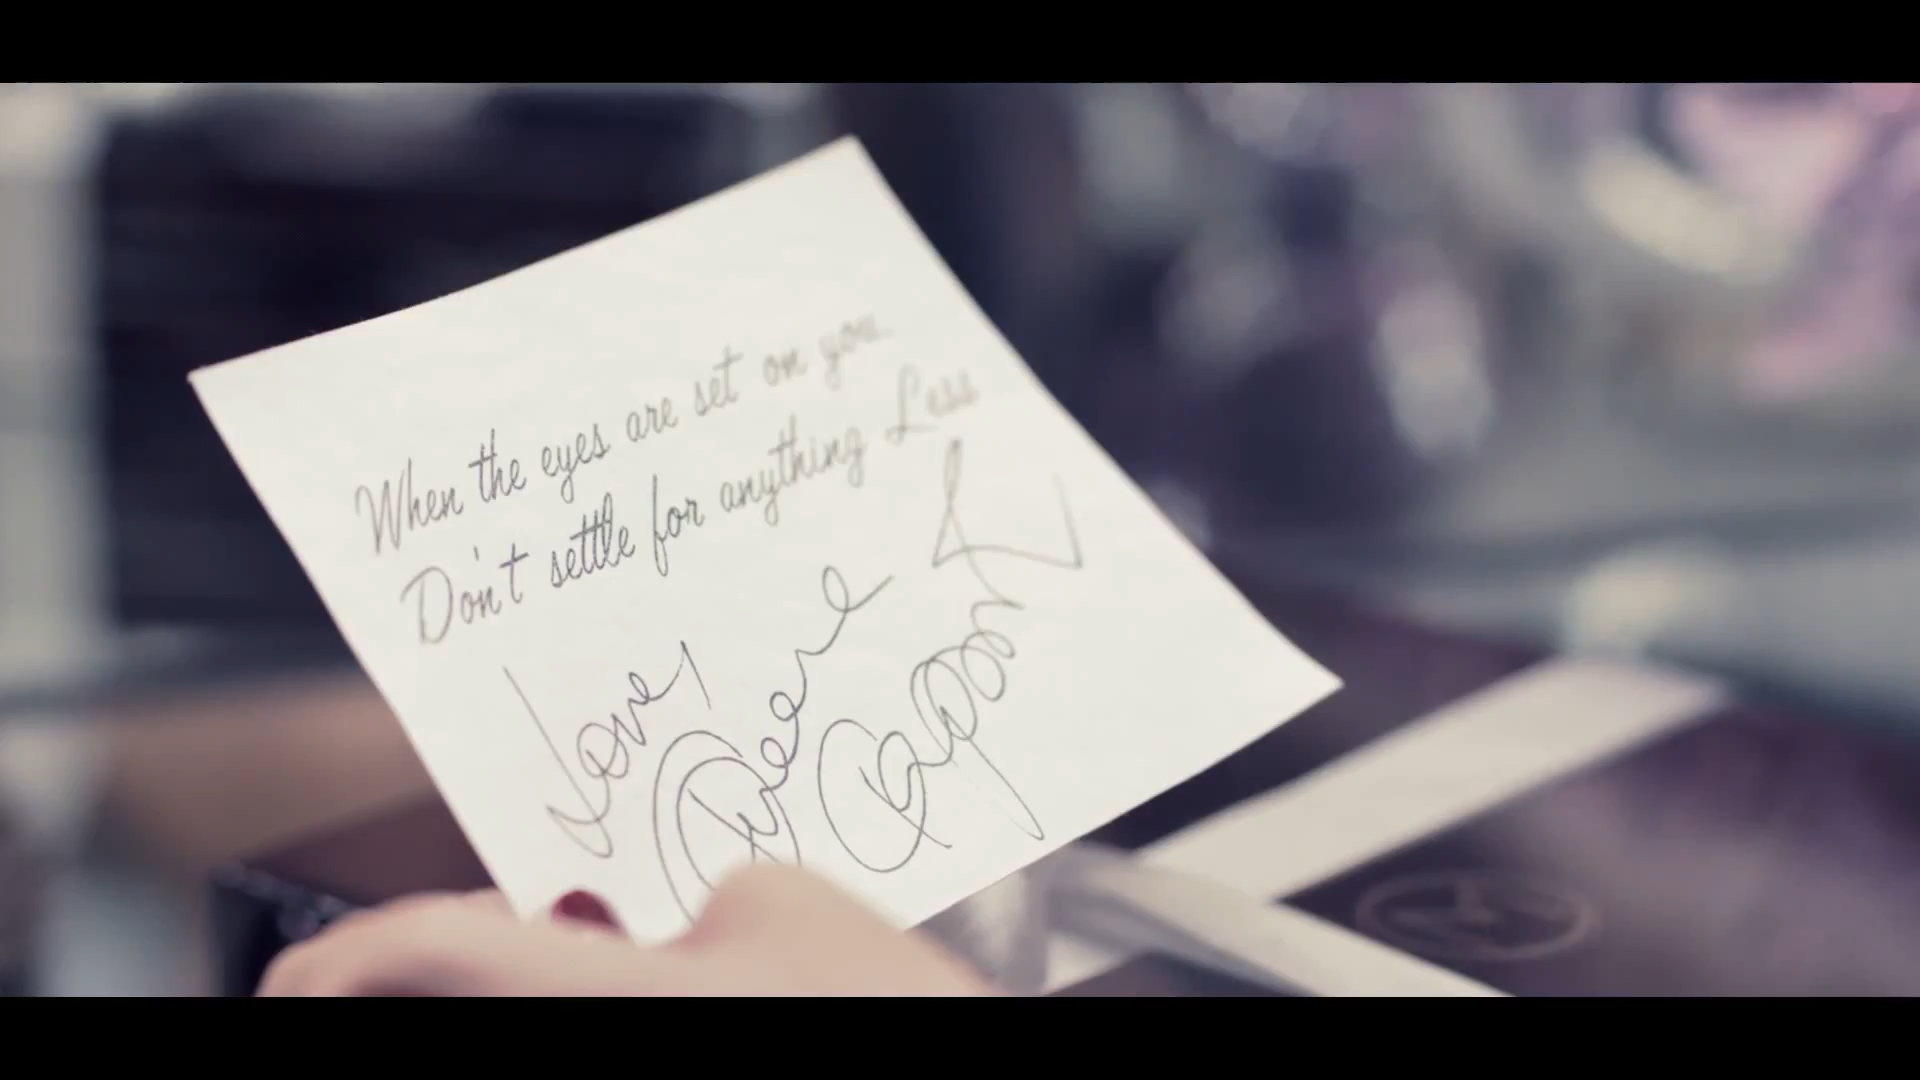 When the eyes are set on you.
Don't settle for anything Less
Love,